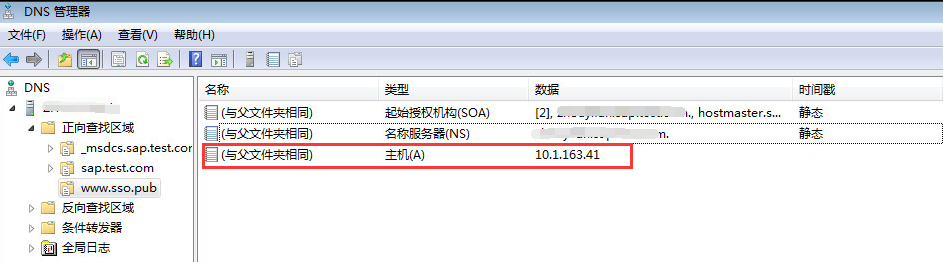 DNS 管理器
文件(F) 操作(A) 查看(V) 帮助(H)
DNS
正向查找区域
_msdcs.sap.test.cor
sap.test.com
www.sso.pub
反向查找区域
条件转发器
全局日志
名称 类型 数据 时间戳
(与父文件夹相同) 起始授权机构(SOA) [2], hostmaster.s... 静态
(与父文件夹相同) 名称服务器(NS) 静态
(与父文件夹相同) 主机(A) 10.1.163.41